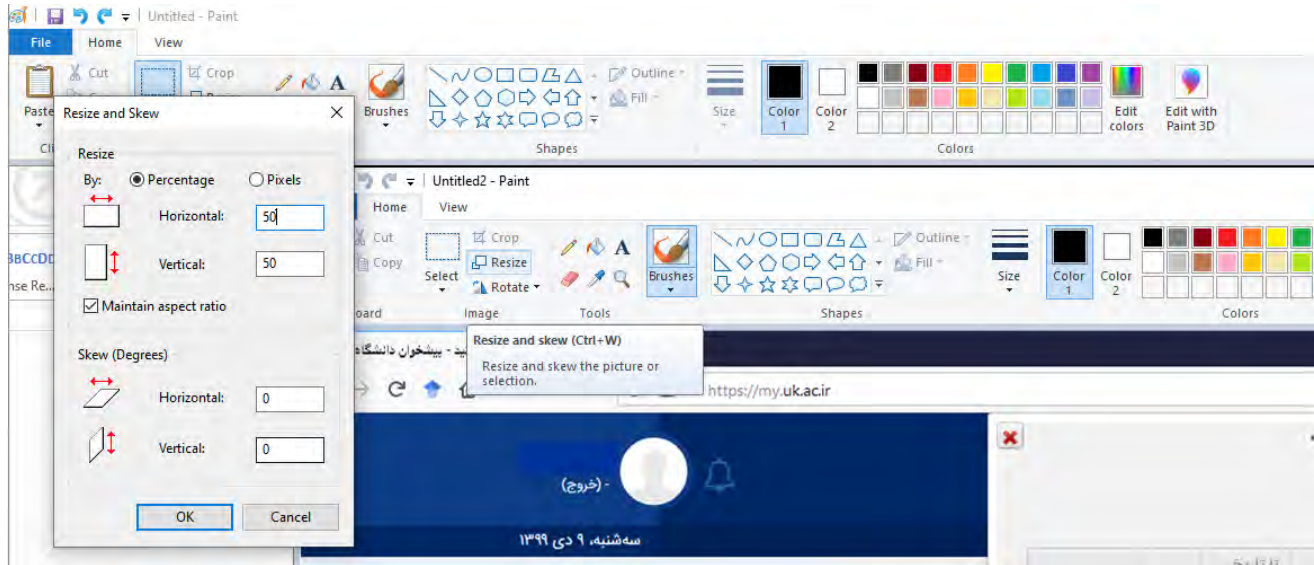 Untitled - Paint
File Home View
Cut Crop
Paste Brushes Outline Fill Size Color 1 Color 2 Edit colors Edit with Paint 3D
Shapes Colors
Resize and Skew
Resize
By: Percentage Pixels
Horizontal: 50
Vertical: 50
Maintain aspect ratio
Skew (Degrees)
Horizontal: 0
Vertical: 0
OK Cancel
Untitled2 - Paint
Home View
Cut Copy
Select Crop Resize Rotate
Brushes Outline Fill Size Color 1 Color 2
Image Tools Shapes Colors
Resize and skew (Ctrl+W)
Resize and skew the picture or
selection.
پیشخوان دانشگاه
https://my.uk.ac.ir
- (خروج)
سه‌شنبه، ۹ دی ۱۳۹۹